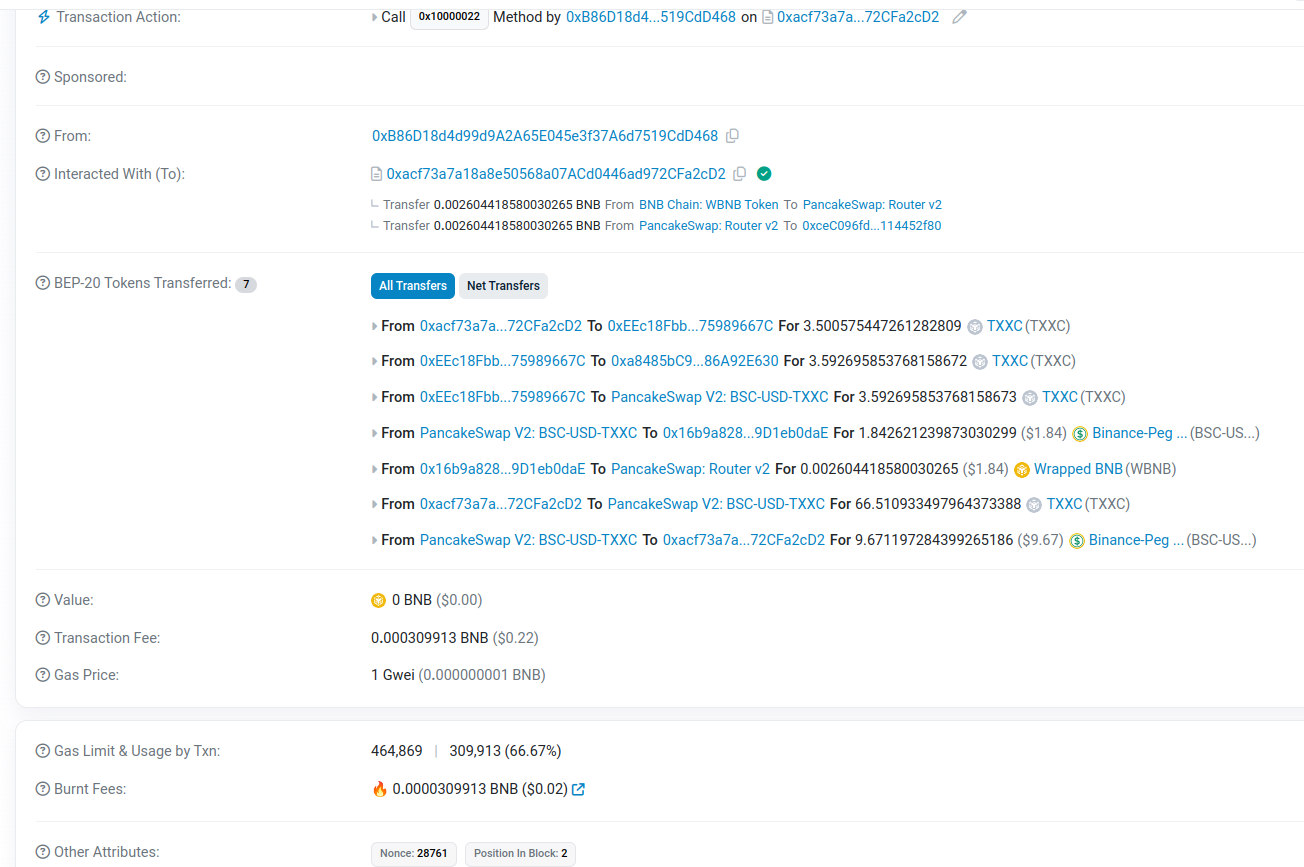 Transaction Action: Call 0x10000022 Method by 0xB86D18d4...519CdD468 on 0xacf73a7a...72CFa2cD2
Sponsored:
From: 0xB86D18d4d99d9A2A65E045e3f37A6d7519CdD468
Interacted With (To): 0xacf73a7a18a8e50568a07ACd0446ad972CFa2cD2
Transfer 0.002604418580030265 BNB From BNB Chain: WBNB Token To PancakeSwap: Router v2
Transfer 0.002604418580030265 BNB From PancakeSwap: Router v2 To 0xceC096fd...114452f80
BEP-20 Tokens Transferred: 7 All Transfers Net Transfers
From 0xacf73a7a...72CFa2cD2 To 0xEEc18Fbb...75989667C For 3.500575447261282809 TXXC (TXXC)
From 0xEEc18Fbb...75989667C To 0xa8485bC9...86A92E630 For 3.592695853768158672 TXXC (TXXC)
From 0xEEc18Fbb...75989667C To PancakeSwap V2: BSC-USD-TXXC For 3.592695853768158673 TXXC (TXXC)
From PancakeSwap V2: BSC-USD-TXXC To 0x16b9a828...9D1eb0daE For 1.842621239873030299 ($1.84) Binance-Peg ... (BSC-US...)
From 0x16b9a828...9D1eb0daE To PancakeSwap: Router v2 For 0.002604418580030265 ($1.84) Wrapped BNB (WBNB)
From 0xacf73a7a...72CFa2cD2 To PancakeSwap V2: BSC-USD-TXXC For 66.510933497964373388 TXXC (TXXC)
From PancakeSwap V2: BSC-USD-TXXC To 0xacf73a7a...72CFa2cD2 For 9.671197284399265186 ($9.67) Binance-Peg ... (BSC-US...)
Value: 0 BNB ($0.00)
Transaction Fee: 0.000309913 BNB ($0.22)
Gas Price: 1 Gwei (0.000000001 BNB)
Gas Limit & Usage by Txn: 464,869 | 309,913 (66.67%)
Burnt Fees: 0.0000309913 BNB ($0.02)
Other Attributes: Nonce: 28761 Position In Block: 2